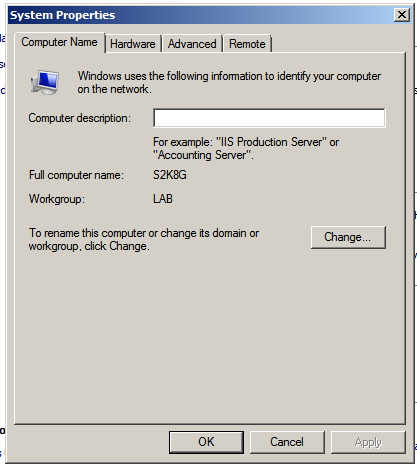 System Properties
Computer Name
Hardware
Advanced
Remote
Windows uses the following information to identify your computer
on the network.
Computer description:
For example: "IIS Production Server" or
"Accounting Server".
Full computer name:
S2K8G
Workgroup:
LAB
To rename this computer or change its domain or
workgroup, click Change.
Change...
OK
Cancel
Apply